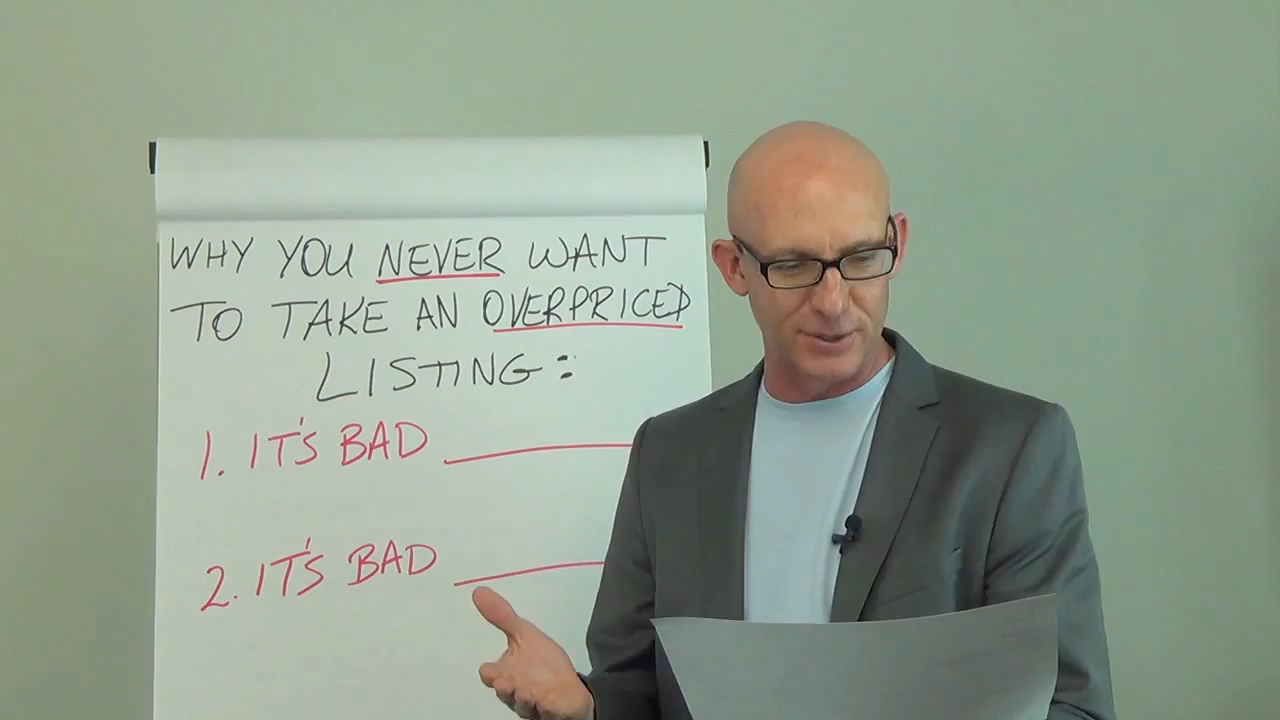 WHY YOU NEVER WANT
TO TAKE AN OVERPRICED
LISTING:
1. IT'S BAD
2. IT'S BAD